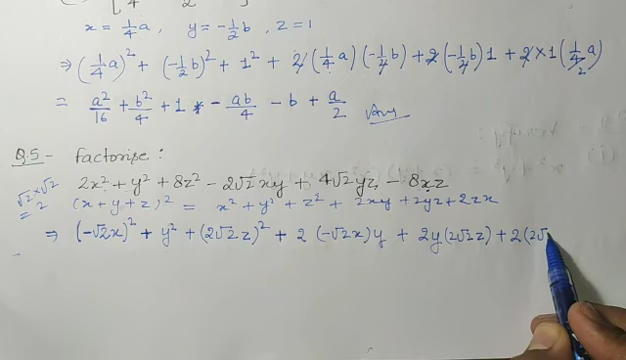 x = 1/4 a, y = -1/2 b, z = 1
⇒ (1/4 a)² + (-1/2 b)² + 1² + 2 (1/4 a) (-1/2 b) + 2 (-1/2 b) 1 + 2×1 (1/4 a)
= a²/16 + b²/4 + 1 - ab/4 - b + a/2 Ans
Q.5 - factorise :
2x² + y² + 8z² - 2√2 xy + 4√2 yz - 8xz
√2 × √2 = 2
(x + y + z)² = x² + y² + z² + 2xy + 2yz + 2zx
⇒ (-√2x)² + y² + (2√2 z)² + 2 (-√2x) y + 2y (2√2z) + 2 (2√